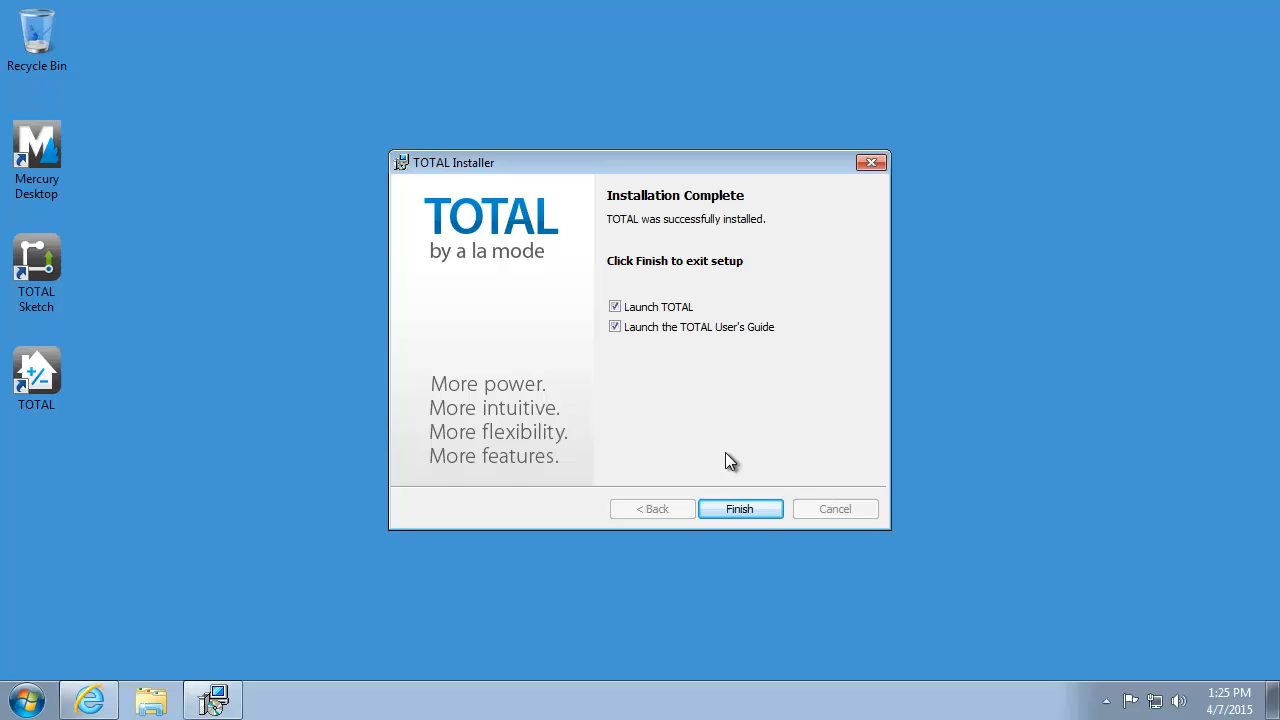 Recycle Bin
Mercury
Desktop
TOTAL
Sketch
TOTAL
TOTAL Installer
TOTAL
by a la mode
More power.
More intuitive.
More flexibility.
More features.
Installation Complete
TOTAL was successfully installed.
Click Finish to exit setup
Launch TOTAL
Launch the TOTAL User's Guide
< Back
Finish
Cancel
1:25 PM
4/7/2015